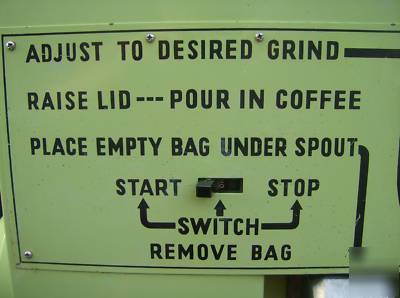 ADJUST TO DESIRED GRIND
RAISE LID --- POUR IN COFFEE
PLACE EMPTY BAG UNDER SPOUT
START STOP
SWITCH
REMOVE BAG